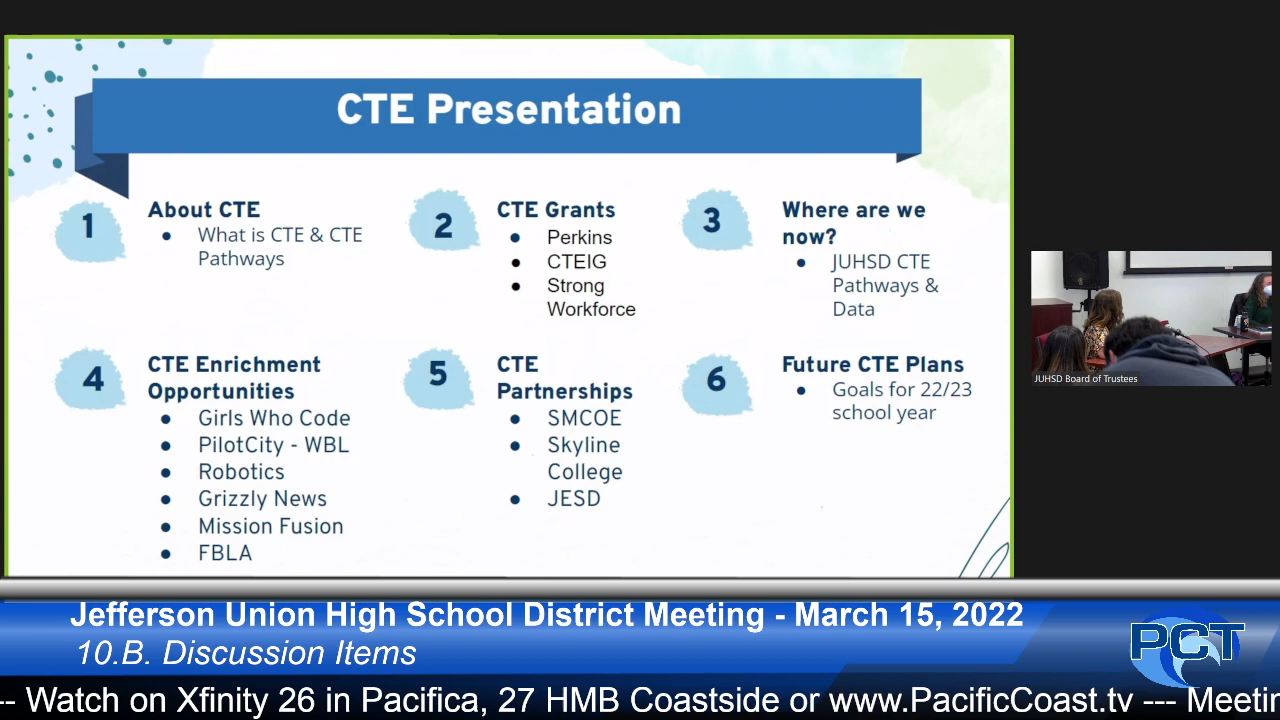 CTE Presentation
1
About CTE
● What is CTE & CTE
Pathways
2
CTE Grants
● Perkins
● CTEIG
● Strong
Workforce
3
Where are we
now?
● JUHSD CTE
Pathways &
Data
4
CTE Enrichment
Opportunities
● Girls Who Code
● PilotCity - WBL
● Robotics
● Grizzly News
● Mission Fusion
● FBLA
5
CTE
Partnerships
● SMCOE
● Skyline
College
● JESD
6
Future CTE Plans
● Goals for 22/23
school year
JUHSD Board of Trustees
Jefferson Union High School District Meeting - March 15, 2022
10.B. Discussion Items
PCT
-- Watch on Xfinity 26 in Pacifica, 27 HMB Coastside or www.PacificCoast.tv --- Meetin